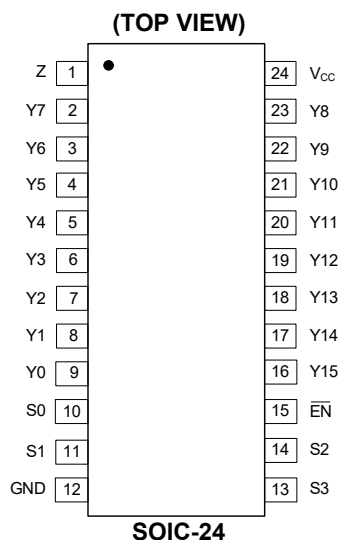 (TOP VIEW)
Z 1 24 VCC
Y7 2 23 Y8
Y6 3 22 Y9
Y5 4 21 Y10
Y4 5 20 Y11
Y3 6 19 Y12
Y2 7 18 Y13
Y1 8 17 Y14
Y0 9 16 Y15
S0 10 15 E̅N̅
S1 11 14 S2
GND 12 13 S3
SOIC-24